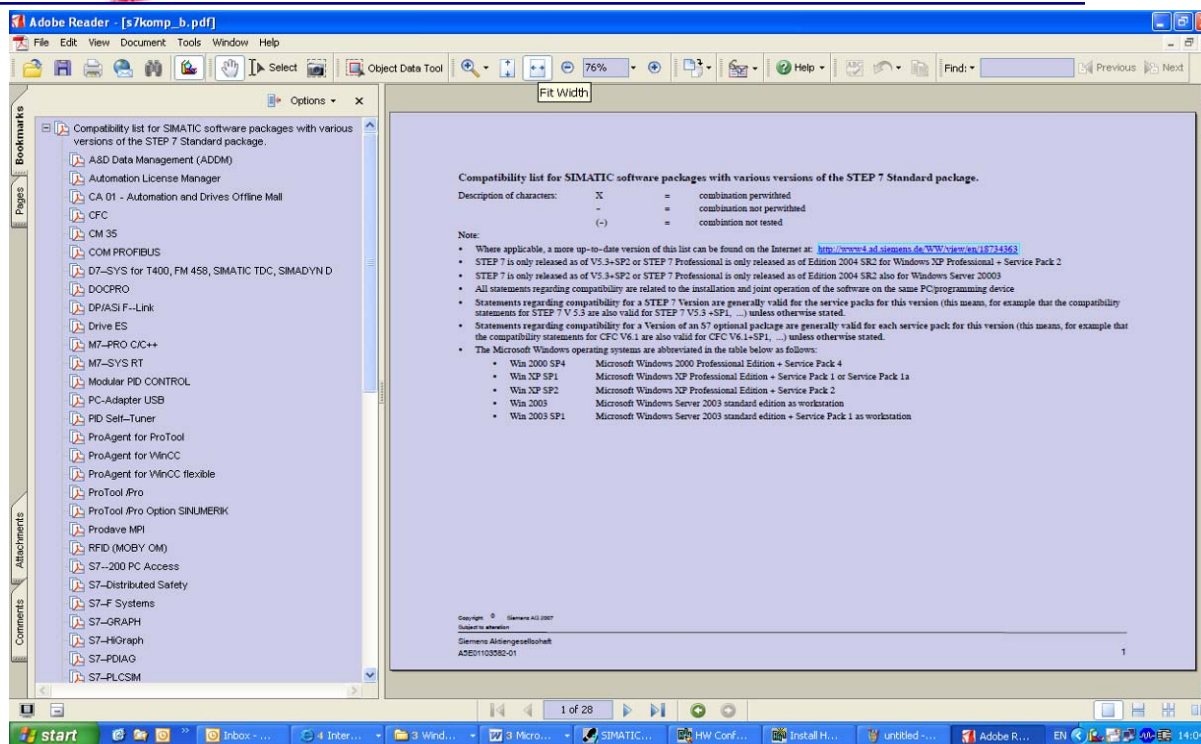 Adobe Reader - [s7komp_b.pdf]
File Edit View Document Tools Window Help
Select
Object Data Tool
76%
Help
Find:
Previous
Next
Fit Width
Options
x
Bookmarks
Pages
Attachments
Comments
Compatibility list for SIMATIC software packages with various
versions of the STEP 7 Standard package.
A&D Data Management (ADDM)
Automation License Manager
CA 01 - Automation and Drives Offline Mall
CFC
CM 35
COM PROFIBUS
D7--SYS for T400, FM 458, SIMATIC TDC, SIMADYN D
DOCPRO
DP/ASi F--Link
Drive ES
M7--PRO C/C++
M7--SYS RT
Modular PID CONTROL
PC-Adapter USB
PID Self--Tuner
ProAgent for ProTool
ProAgent for WinCC
ProAgent for WinCC flexible
ProTool /Pro
ProTool /Pro Option SINUMERIK
Prodave MPI
RFID (MOBY OM)
S7--200 PC Access
S7--Distributed Safety
S7--F Systems
S7--GRAPH
S7--HiGraph
S7--PDIAG
S7--PLCSIM
Compatibility list for SIMATIC software packages with various versions of the STEP 7 Standard package.
Description of characters: X = combination perwithted
- = combination not perwithted
(-) = combintion not tested
Note:
• Where applicable, a more up-to-date version of this list can be found on the Internet at: http://www4.ad.siemens.de/WW/view/en/18734363
• STEP 7 is only released as of V5.3+SP2 or STEP 7 Professional is only released as of Edition 2004 SR2 for Windows XP Professional + Service Pack 2
• STEP 7 is only released as of V5.3+SP2 or STEP 7 Professional is only released as of Edition 2004 SR2 also for Windows Server 20003
• All statements regarding compatibility are related to the installation and joint operation of the software on the same PC/programming device
• Statements regarding compatibility for a STEP 7 Version are generally valid for the service packs for this version (this means, for example that the compatibility
statements for STEP 7 V 5.3 are also valid for STEP 7 V5.3 +SP1, ...) unless otherwise stated.
• Statements regarding compatibility for a Version of an S7 optional package are generally valid for each service pack for this version (this means, for example that
the compatibility statements for CFC V6.1 are also valid for CFC V6.1+SP1, ...) unless otherwise stated.
• The Microsoft Windows operating systems are abbreviated in the table below as follows:
• Win 2000 SP4 Microsoft Windows 2000 Professional Edition + Service Pack 4
• Win XP SP1 Microsoft Windows XP Professional Edition + Service Pack 1 or Service Pack 1a
• Win XP SP2 Microsoft Windows XP Professional Edition + Service Pack 2
• Win 2003 Microsoft Windows Server 2003 standard edition as workstation
• Win 2003 SP1 Microsoft Windows Server 2003 standard edition + Service Pack 1 as workstation
Copyright © Siemens AG 2007
Subject to alteration
Siemens Aktiengesellschaft
A5E01103582-01
1
1 of 28
start
Inbox - ...
4 Inter...
3 Wind...
3 Micro...
SIMATIC...
HW Conf...
Install H...
untitled -...
Adobe R...
EN